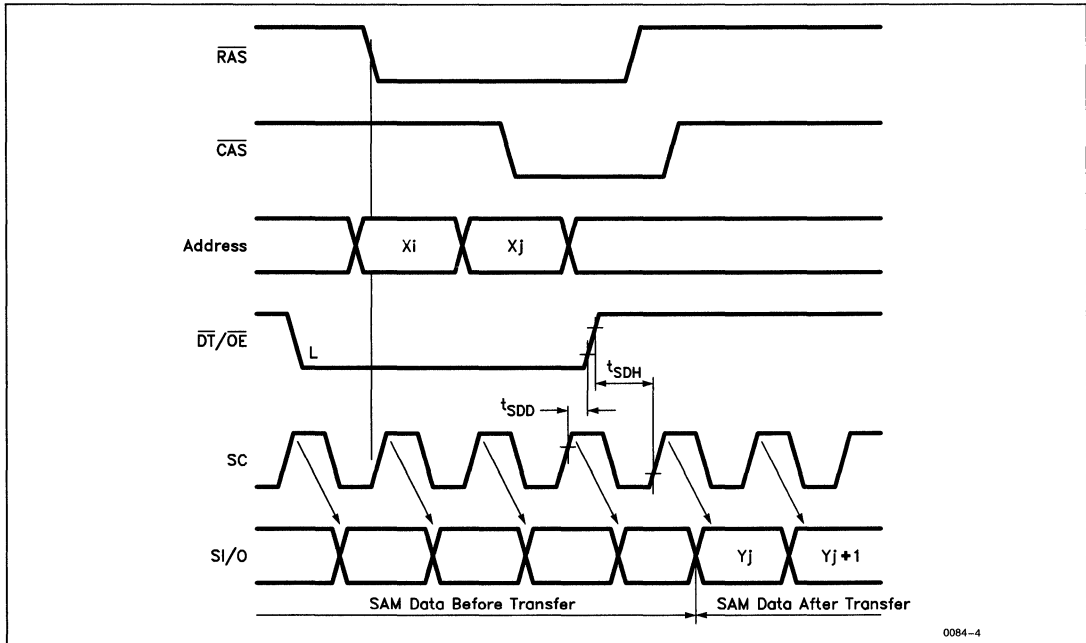 RAS
CAS
Address
Xi
Xj
DT/OE
L
tSDH
tSDD
SC
SI/O
Yj
Yj+1
SAM Data Before Transfer
SAM Data After Transfer
0084-4